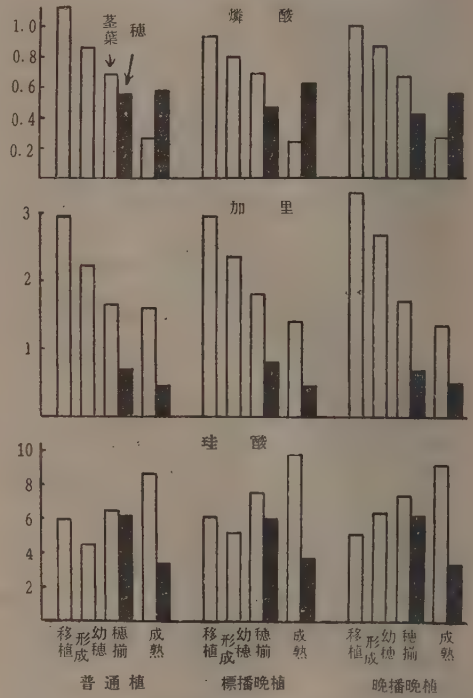 燐酸
1.0
0.8
0.6
0.4
0.2
茎葉
穂
加里
3
2
1
珪酸
10
8
6
4
2
移植 幼穂形成 穂揃 成熟 移植 幼穂形成 穂揃 成熟 移植 幼穂形成 穂揃 成熟
普通植 標播晩植 晩播晩植